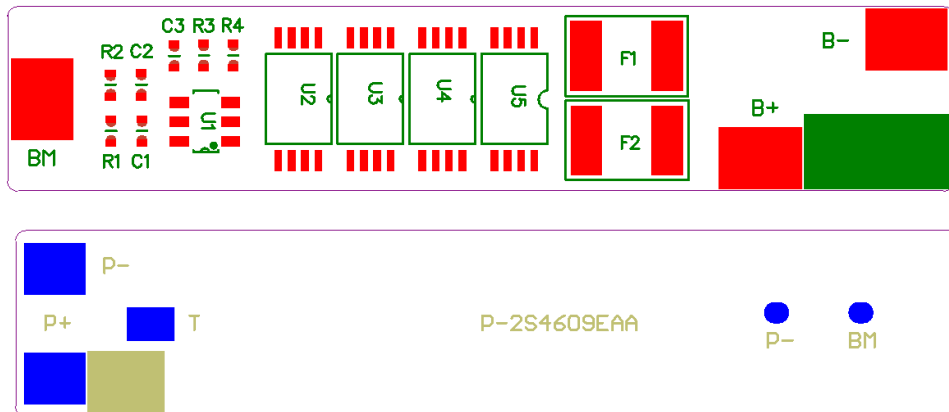 C3 R3 R4
B-
R2 C2
F1
U2 U3 U4 U5
B+
U1
F2
BM
R1 C1
P-
P+
T
P-2S4609EAA
P-
BM